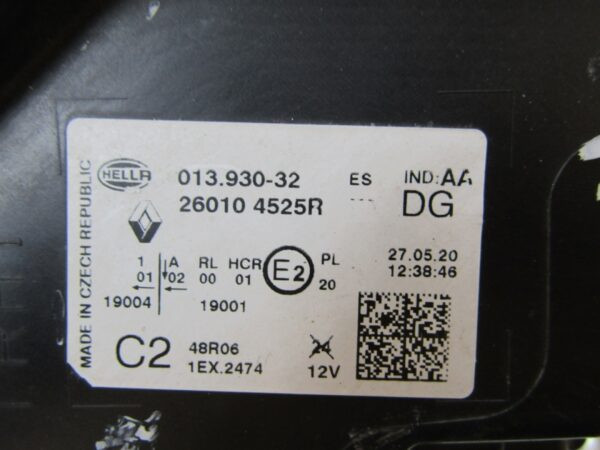 MADE IN CZECH REPUBLIC
HELLA 013.930-32 ES IND:AA
26010 4525R --- DG
1 A RL HCR E2 PL 27.05.20
01 02 00 01 20 12:38:46
19004 19001
C2 48R06 24
1EX.2474 12V